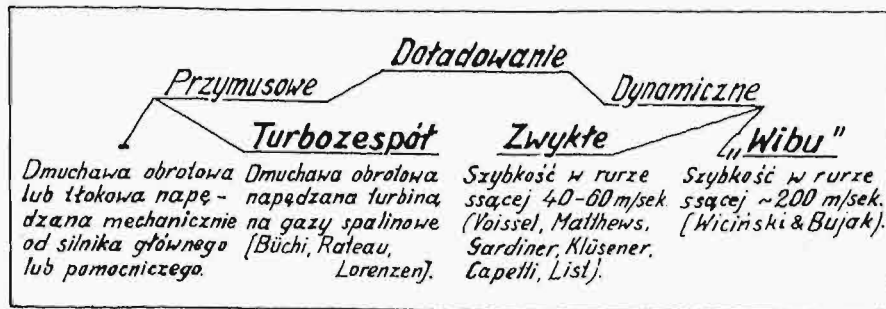 Doładowanie
Przymusowe
Dynamiczne
Turbozespół
Dmuchawa obrotowa
lub tłokowa napę-
dzana mechanicznie
od silnika głównego
lub pomocniczego.
Dmuchawa obrotowa
napędzana turbiną
na gazy spalinowe
[Büchi, Rateau,
Lorenzen].
Zwykłe
Szybkość w rurze
ssącej 40-60 m/sek.
(Voissel, Matthews,
Sardiner, Klüsener,
Capetti, List).
„Wibu"
Szybkość w rurze
ssącej ~200 m/sek.
[Wiciński & Bujak].